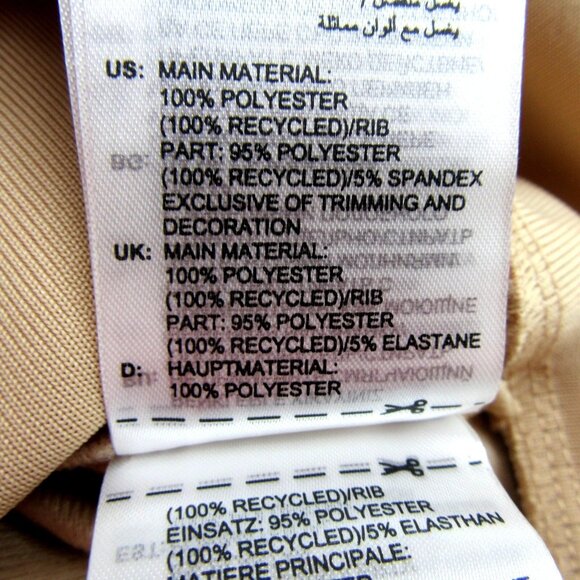 يغسل مع ألوان مماثلة
US: MAIN MATERIAL:
100% POLYESTER
(100% RECYCLED)/RIB
PART: 95% POLYESTER
(100% RECYCLED)/5% SPANDEX
EXCLUSIVE OF TRIMMING AND
DECORATION
UK: MAIN MATERIAL:
100% POLYESTER
(100% RECYCLED)/RIB
PART: 95% POLYESTER
(100% RECYCLED)/5% ELASTANE
D: HAUPTMATERIAL:
100% POLYESTER
(100% RECYCLED)/RIB
EINSATZ: 95% POLYESTER
(100% RECYCLED)/5% ELASTHAN
MATIÈRE PRINCIPALE: